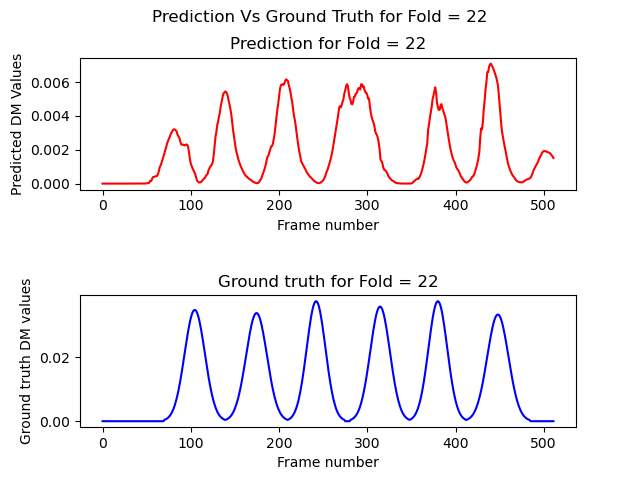 Prediction Vs Ground Truth for Fold = 22
Prediction for Fold = 22
Predicted DM Values
0.006
0.004
0.002
0.000
0 100 200 300 400 500
Frame number
Ground truth for Fold = 22
Ground truth DM values
0.02
0.00
0 100 200 300 400 500
Frame number